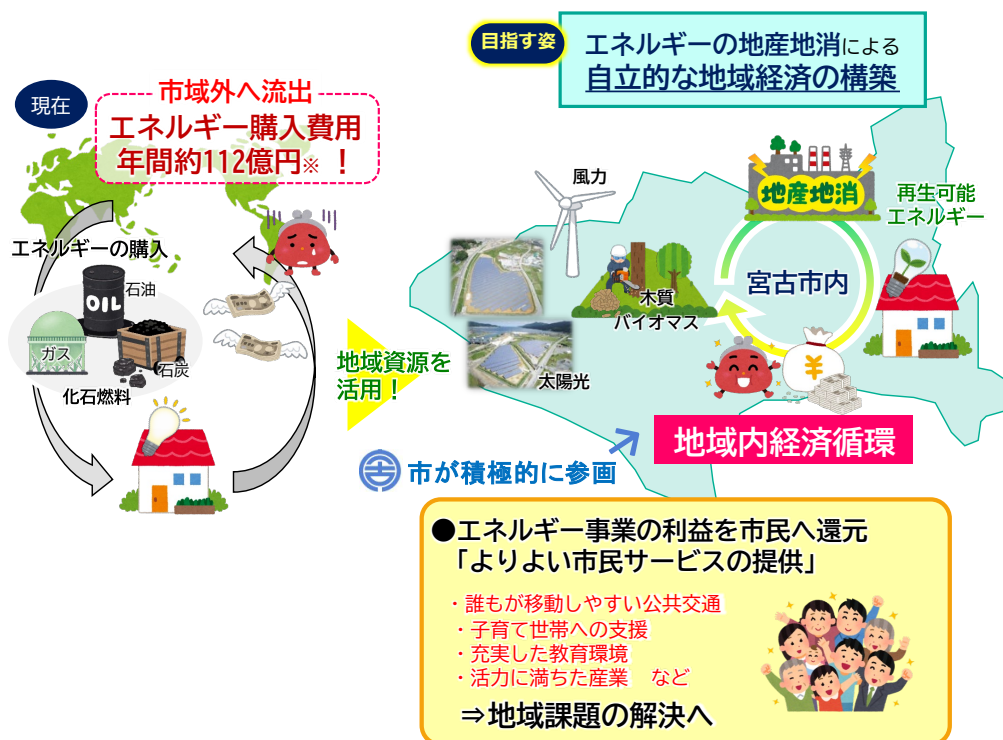 目指す姿
エネルギーの地産地消による
自立的な地域経済の構築
現在
市域外へ流出
エネルギー購入費用
年間約112億円※ !
エネルギーの購入
OIL
石油
ガス
石炭
化石燃料
地域資源を
活用!
風力
木質
バイオマス
太陽光
地産地消
再生可能
エネルギー
宮古市内
¥
地域内経済循環
市が積極的に参画
●エネルギー事業の利益を市民へ還元
「よりよい市民サービスの提供」
・誰もが移動しやすい公共交通
・子育て世帯への支援
・充実した教育環境
・活力に満ちた産業 など
⇒地域課題の解決へ